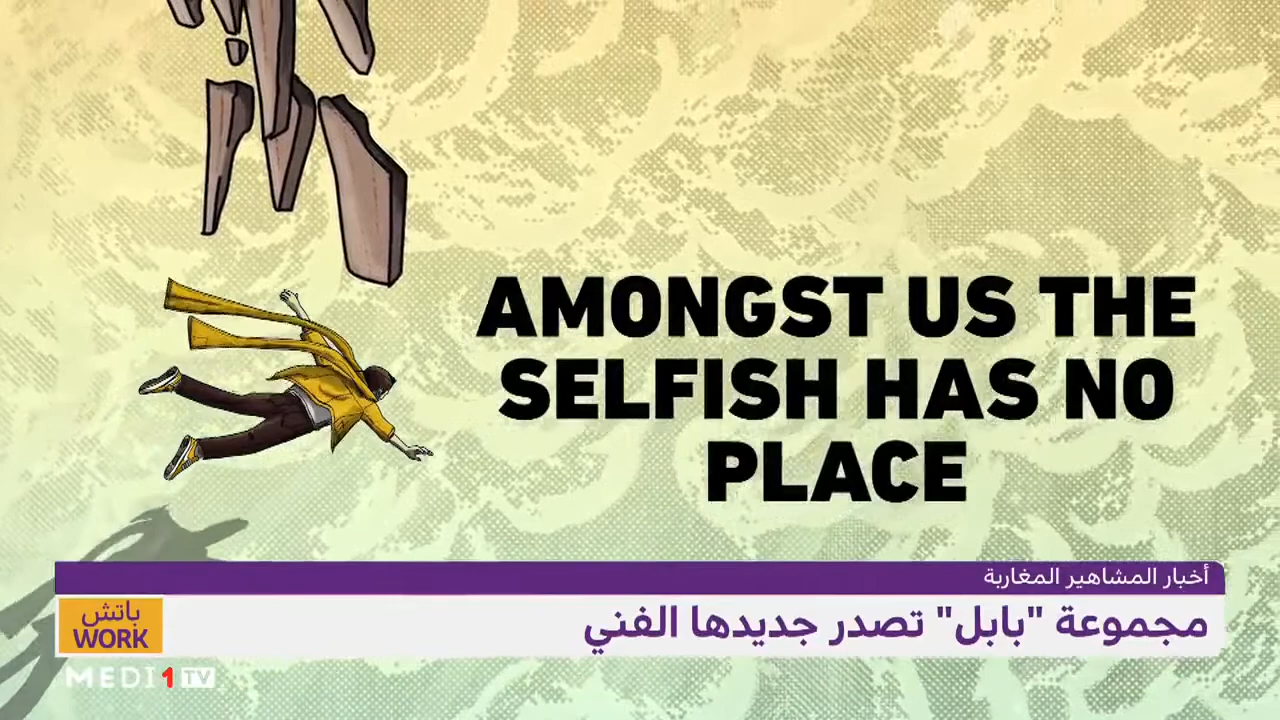 AMONGST US THE
SELFISH HAS NO
PLACE
أخبار المشاهير المغاربة
مجموعة "بابل" تصدر جديدها الفني
باتش
WORK
MEDI1TV